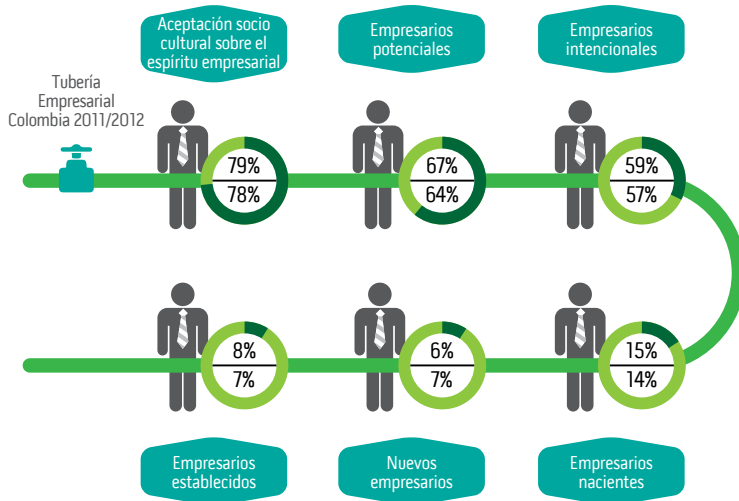 Aceptación socio
cultural sobre el
espíritu empresarial
Empresarios
potenciales
Empresarios
intencionales
Tubería
Empresarial
Colombia 2011/2012
79%
78%
67%
64%
59%
57%
8%
7%
6%
7%
15%
14%
Empresarios
establecidos
Nuevos
empresarios
Empresarios
nacientes